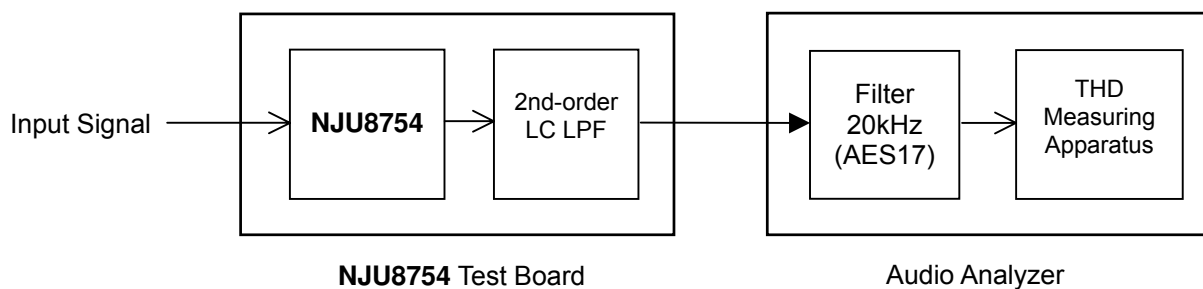 Input Signal
NJU8754
2nd-order
LC LPF
Filter
20kHz
(AES17)
THD
Measuring
Apparatus
NJU8754 Test Board
Audio Analyzer